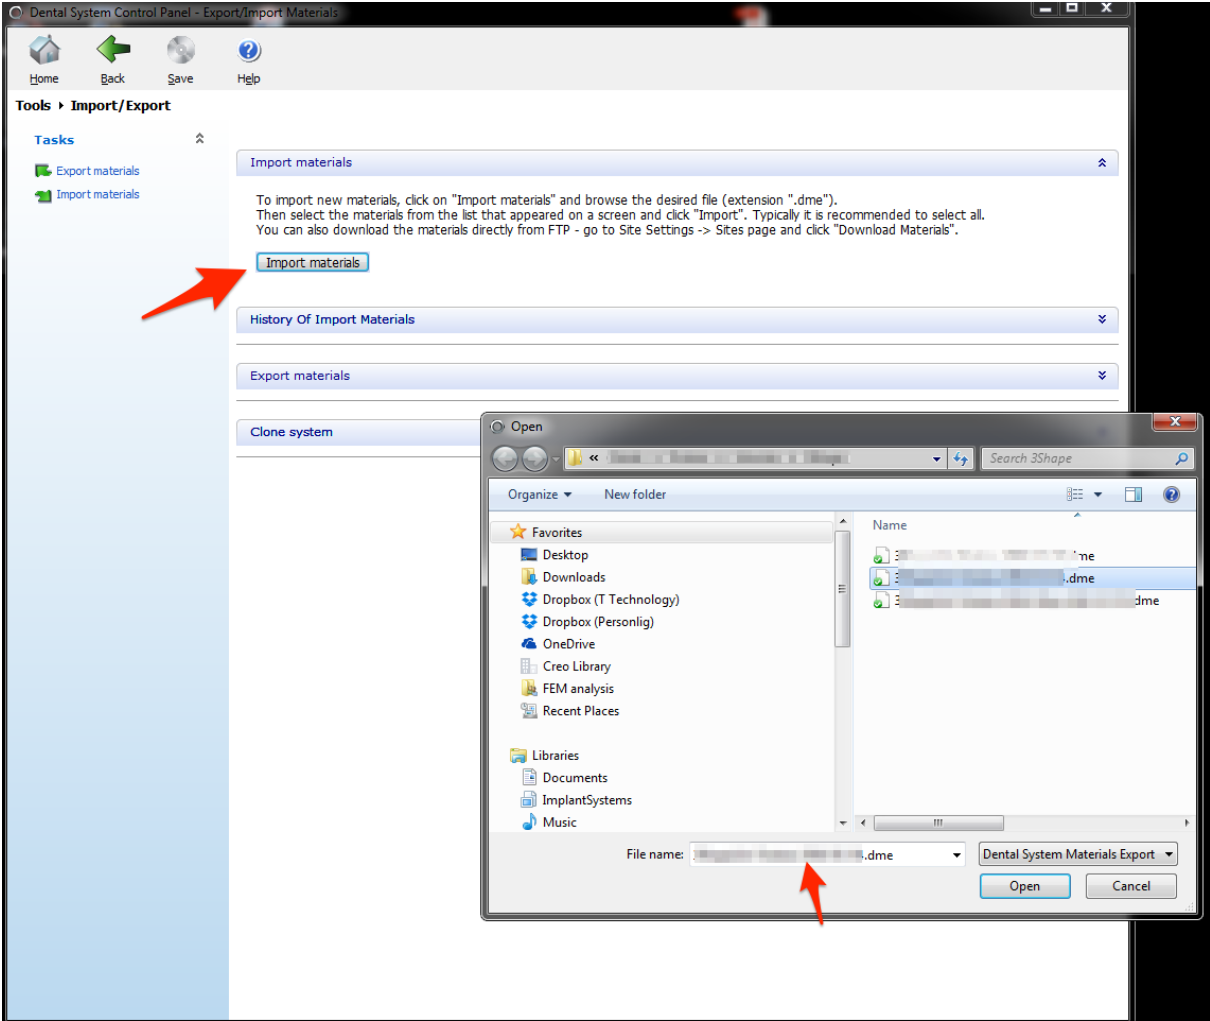 Dental System Control Panel - Export/Import Materials
Home Back Save Help
Tools Import/Export
Tasks
Export materials
Import materials
Import materials
To import new materials, click on "Import materials" and browse the desired file (extension ".dme").
Then select the materials from the list that appeared on a screen and click "Import". Typically it is recommended to select all.
You can also download the materials directly from FTP - go to Site Settings -> Sites page and click "Download Materials".
Import materials
History Of Import Materials
Export materials
Clone system
Open
Search 3Shape
Organize New folder
Favorites
Desktop
Downloads
Dropbox (T Technology)
Dropbox (Personlig)
OneDrive
Creo Library
FEM analysis
Recent Places
Libraries
Documents
ImplantSystems
Music
Name
.dme
File name: .dme
Dental System Materials Export
Open Cancel